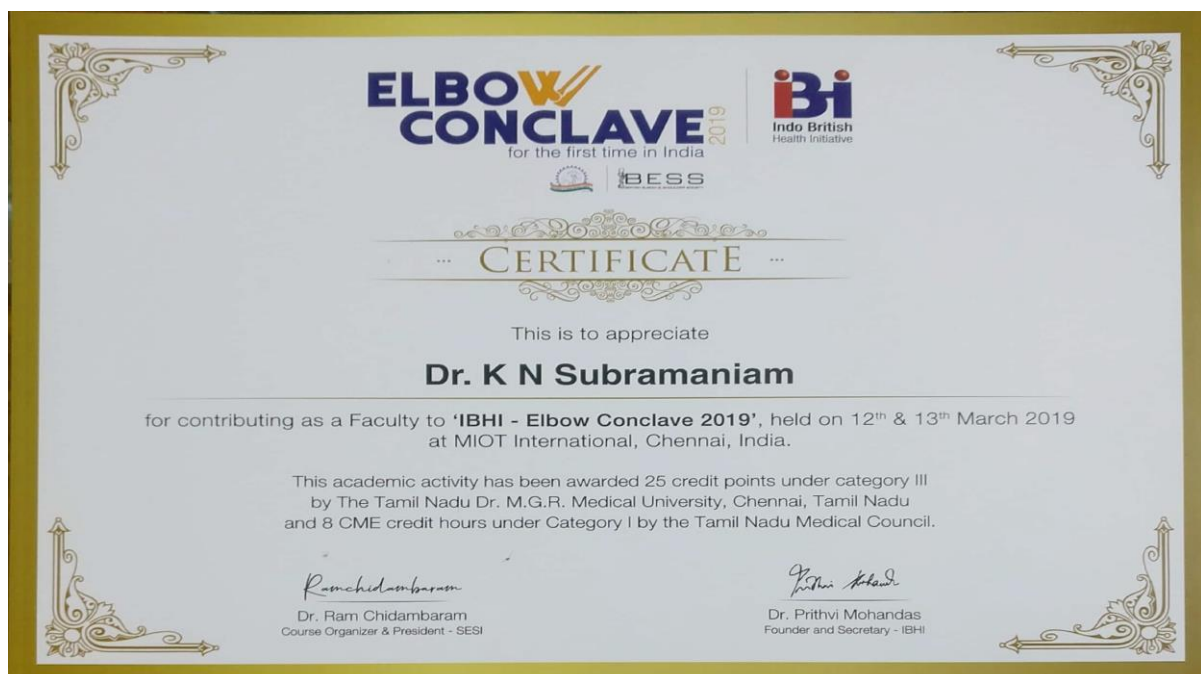 ELBOW
CONCLAVE 2019
for the first time in India
iBHi
Indo British
Health Initiative
BESS
··· CERTIFICATE ···
This is to appreciate
Dr. K N Subramaniam
for contributing as a Faculty to 'IBHI - Elbow Conclave 2019', held on 12th & 13th March 2019
at MIOT International, Chennai, India.
This academic activity has been awarded 25 credit points under category III
by The Tamil Nadu Dr. M.G.R. Medical University, Chennai, Tamil Nadu
and 8 CME credit hours under Category I by the Tamil Nadu Medical Council.
Ramchidambaram
Dr. Ram Chidambaram
Course Organizer & President - SESI
Dr. Prithvi Mohandas
Founder and Secretary - IBHI